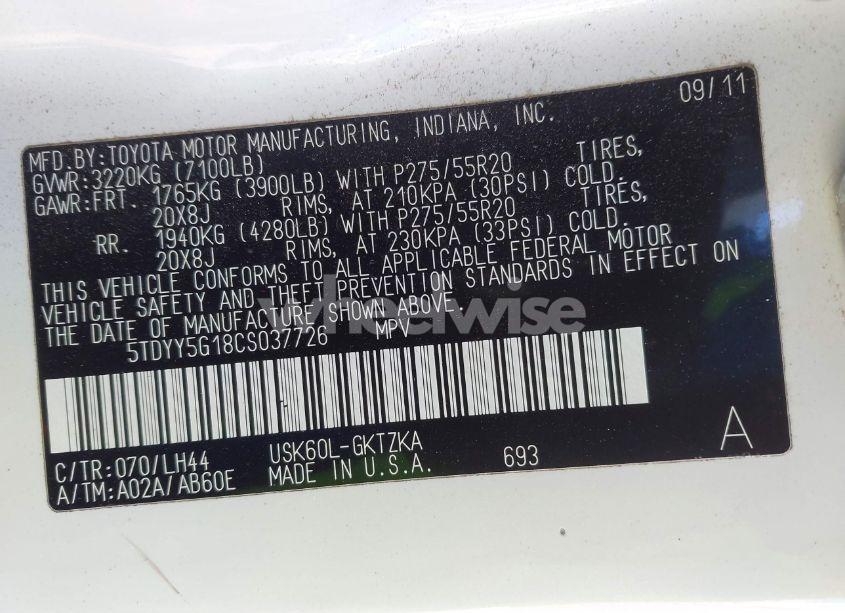 09/11
MFD.BY:TOYOTA MOTOR MANUFACTURING, INDIANA, INC.
GVWR:3220KG (7100LB)
GAWR:FRT. 1765KG (3900LB) WITH P275/55R20 TIRES,
20X8J RIMS, AT 210KPA (30PSI) COLD.
RR. 1940KG (4280LB) WITH P275/55R20 TIRES,
20X8J RIMS, AT 230KPA (33PSI) COLD.
THIS VEHICLE CONFORMS TO ALL APPLICABLE FEDERAL MOTOR
VEHICLE SAFETY AND THEFT PREVENTION STANDARDS IN EFFECT ON
THE DATE OF MANUFACTURE SHOWN ABOVE.
5TDYY5G18CS037726 MPV
wheelwise
C/TR:070/LH44 USK60L-GKTZKA
A/TM:A02A/AB60E MADE IN U.S.A. 693
A